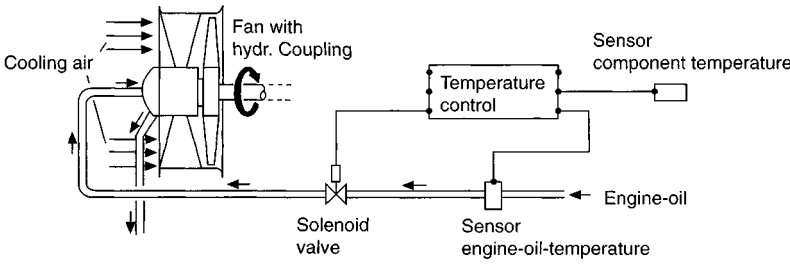 Fan with
hydr. Coupling
Cooling air
Sensor
component temperature
Temperature
control
Engine-oil
Solenoid
valve
Sensor
engine-oil-temperature